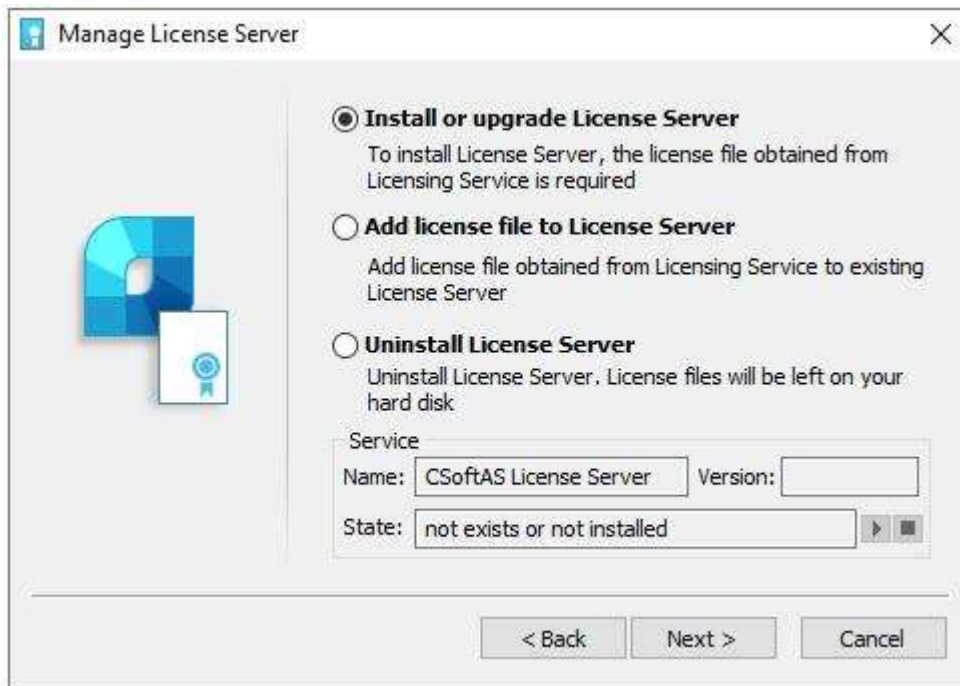 Manage License Server
Install or upgrade License Server
To install License Server, the license file obtained from
Licensing Service is required
Add license file to License Server
Add license file obtained from Licensing Service to existing
License Server
Uninstall License Server
Uninstall License Server. License files will be left on your
hard disk
Service
Name: CSoftAS License Server Version:
State: not exists or not installed
< Back Next > Cancel